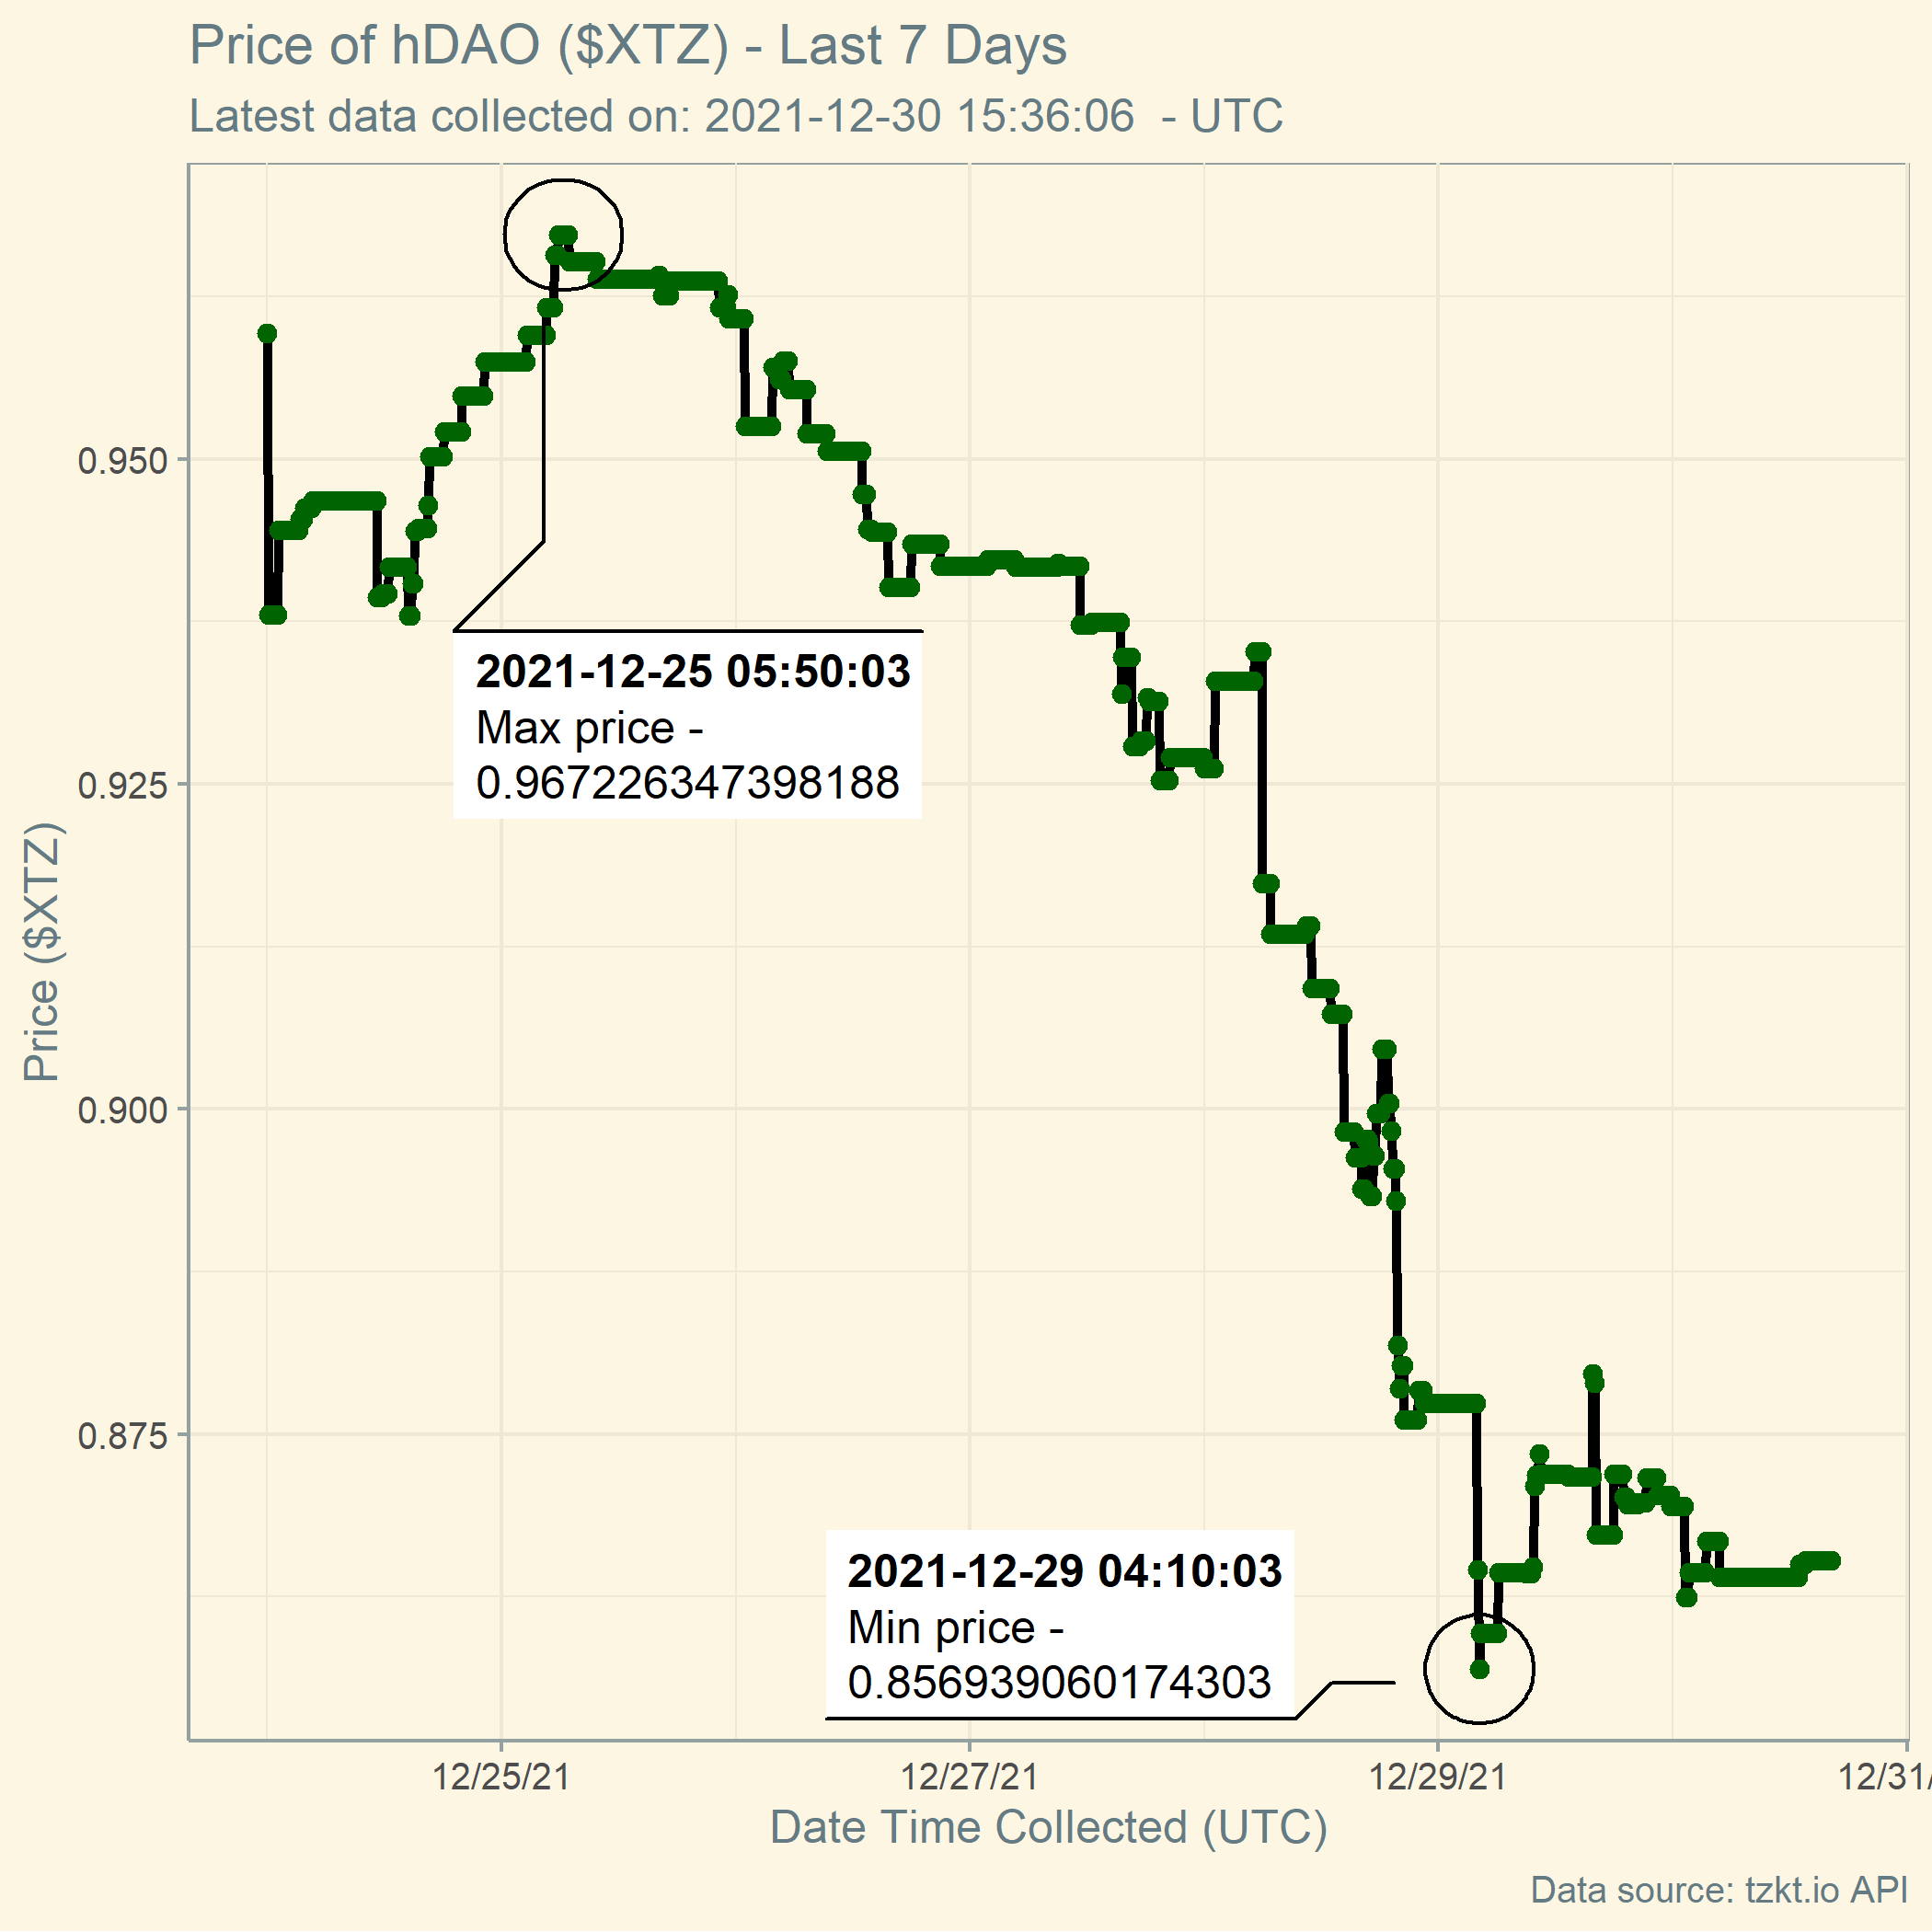 Price of hDAO ($XTZ) - Last 7 Days
Latest data collected on: 2021-12-30 15:36:06  - UTC
Price ($XTZ)
0.950
0.925
0.900
0.875
2021-12-25 05:50:03
Max price -
0.967226347398188
2021-12-29 04:10:03
Min price -
0.856939060174303
12/25/21
12/27/21
12/29/21
12/31/
Date Time Collected (UTC)
Data source: tzkt.io API